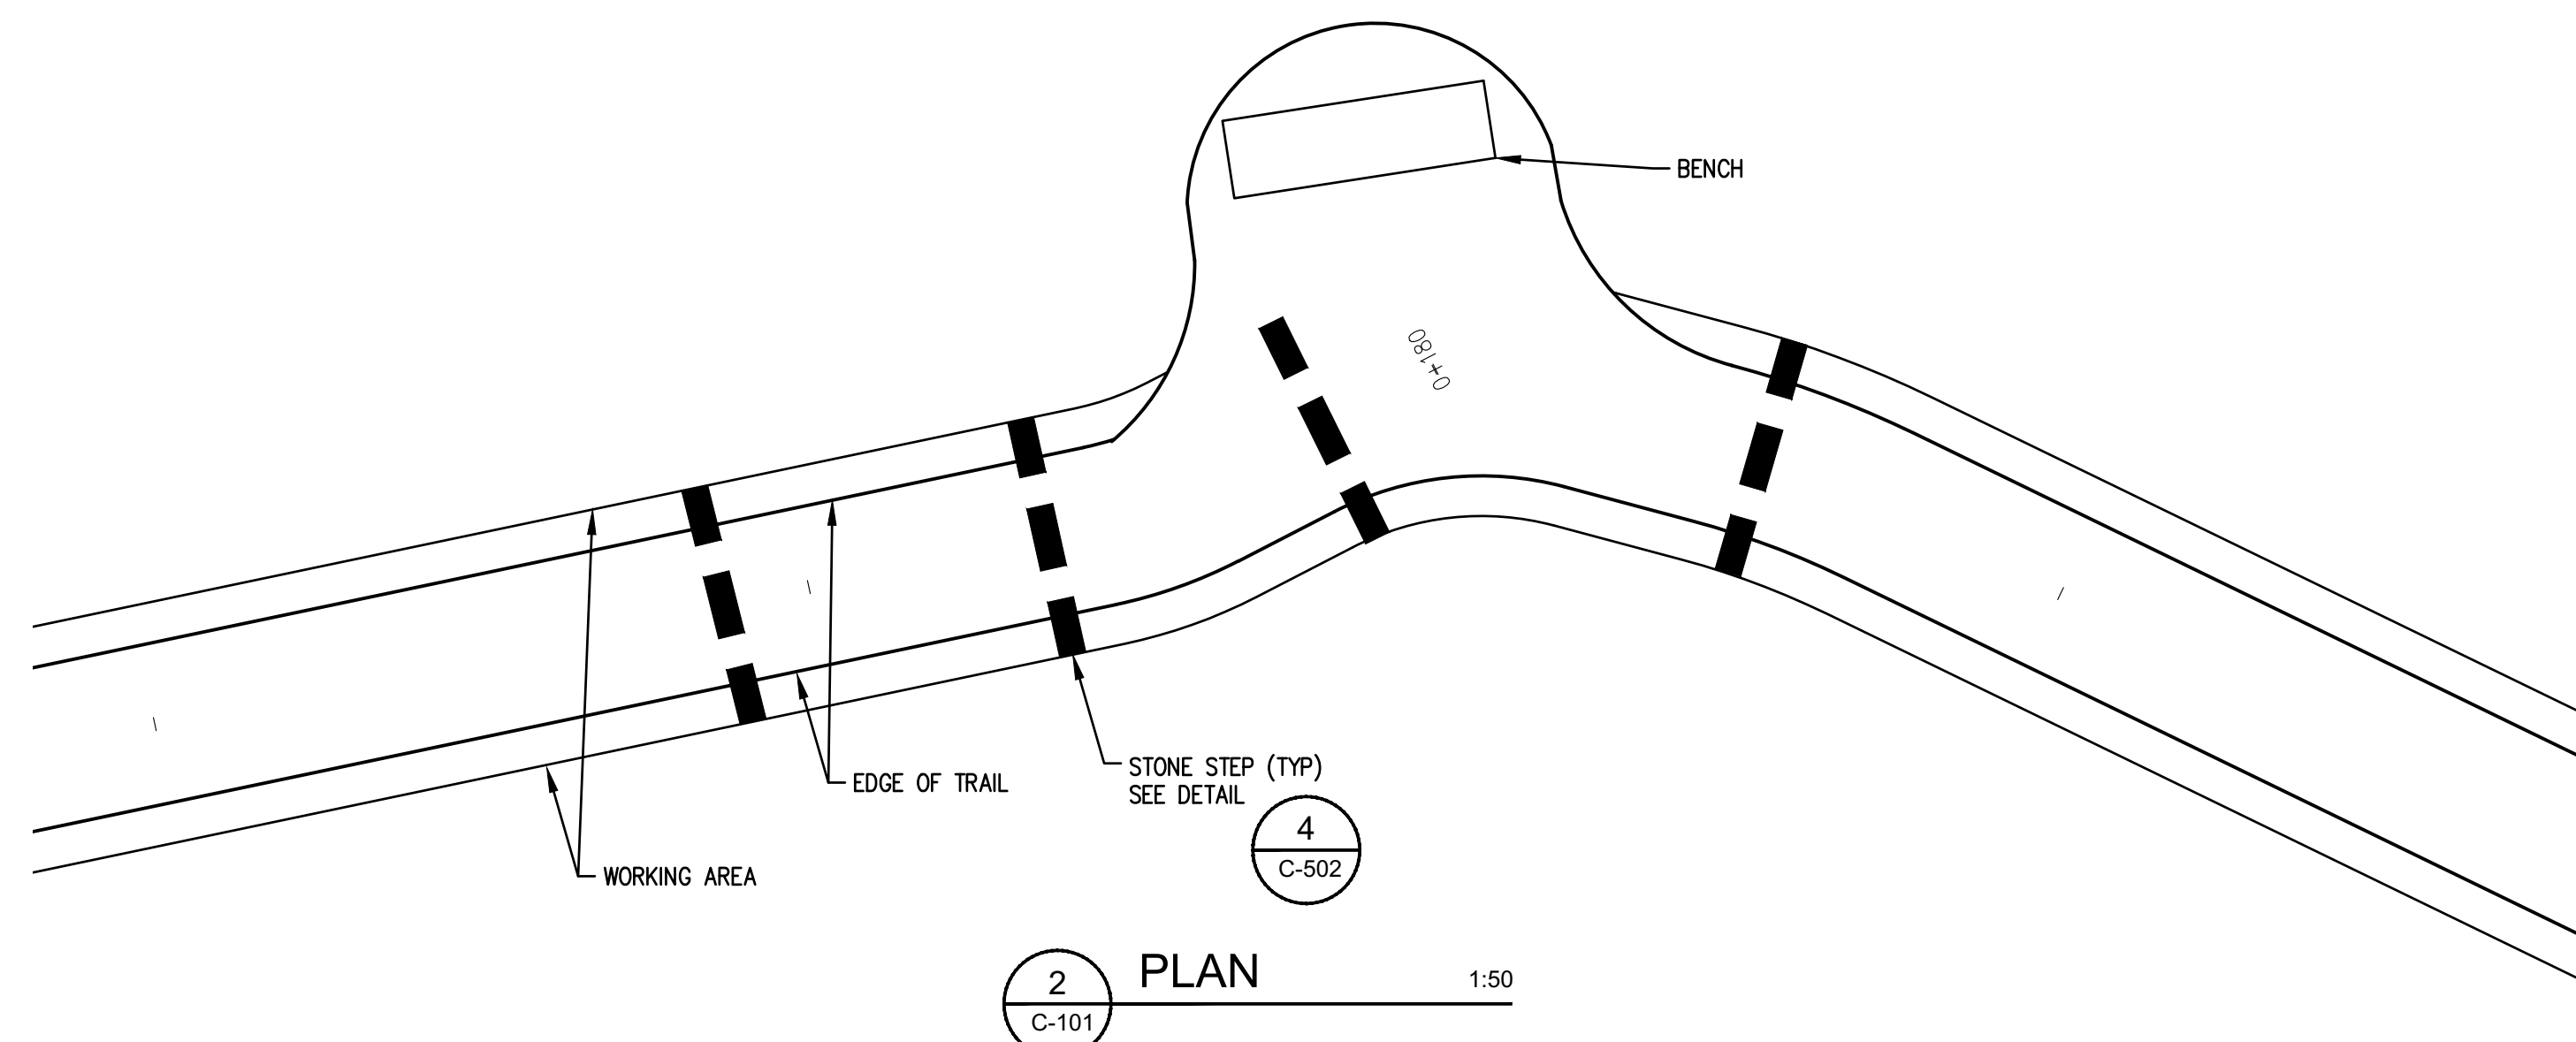 BENCH
0+180
EDGE OF TRAIL
STONE STEP (TYP)
SEE DETAIL
4
C-502
WORKING AREA
2
PLAN
1:50
C-101